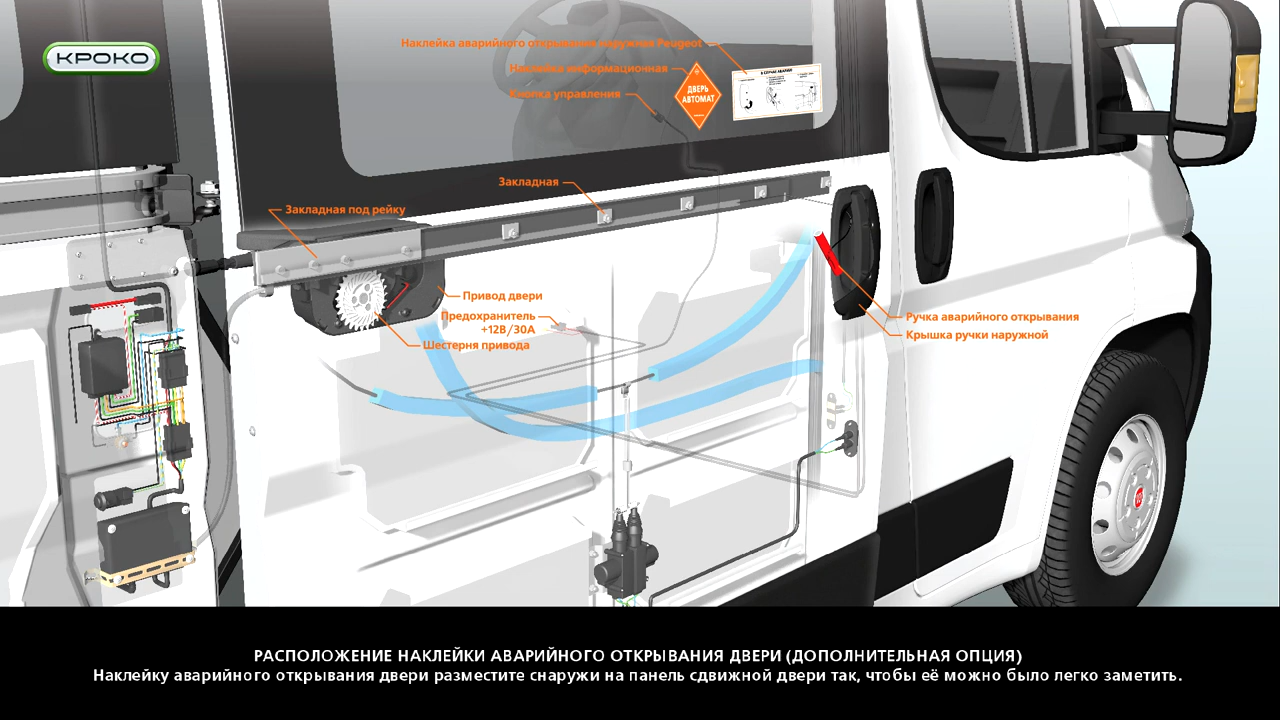 КРОКО
Наклейка аварийного открывания наружная Peugeot
Наклейка информационная
Кнопка управления
ДВЕРЬ
АВТОМАТ
В СЛУЧАЕ АВАРИИ
Закладная
Закладная под рейку
Привод двери
Предохранитель
+12В/30А
Шестерня привода
Ручка аварийного открывания
Крышка ручки наружной
РАСПОЛОЖЕНИЕ НАКЛЕЙКИ АВАРИЙНОГО ОТКРЫВАНИЯ ДВЕРИ (ДОПОЛНИТЕЛЬНАЯ ОПЦИЯ)
Наклейку аварийного открывания двери разместите снаружи на панель сдвижной двери так, чтобы её можно было легко заметить.